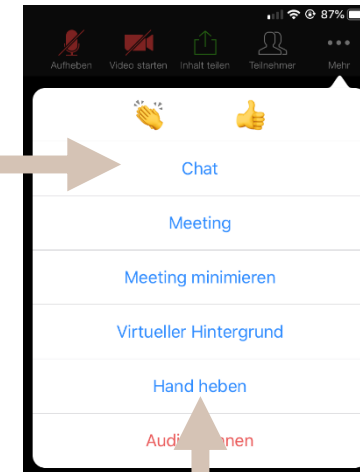 87%
Aufheben Video starten Inhalt teilen Teilnehmer Mehr
Chat
Meeting
Meeting minimieren
Virtueller Hintergrund
Hand heben